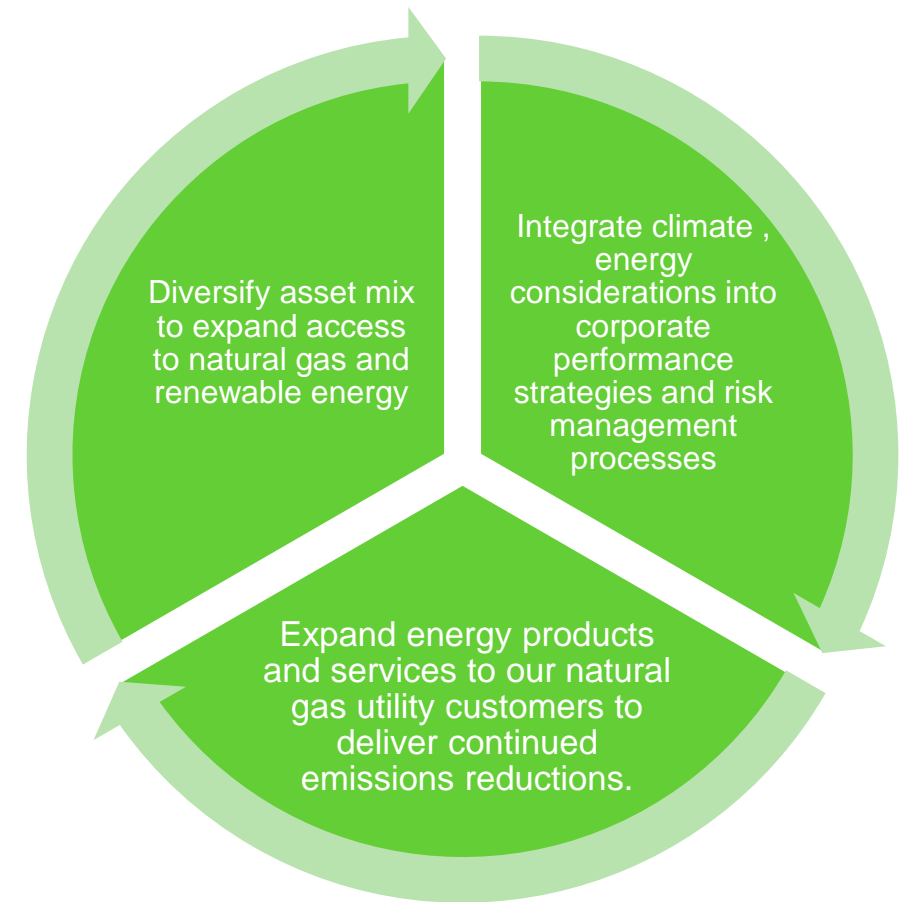 Integrate climate ,
energy
considerations into
corporate
performance
strategies and risk
management
processes
Expand energy products
and services to our natural
gas utility customers to
deliver continued
emissions reductions.
Diversify asset mix
to expand access
to natural gas and
renewable energy